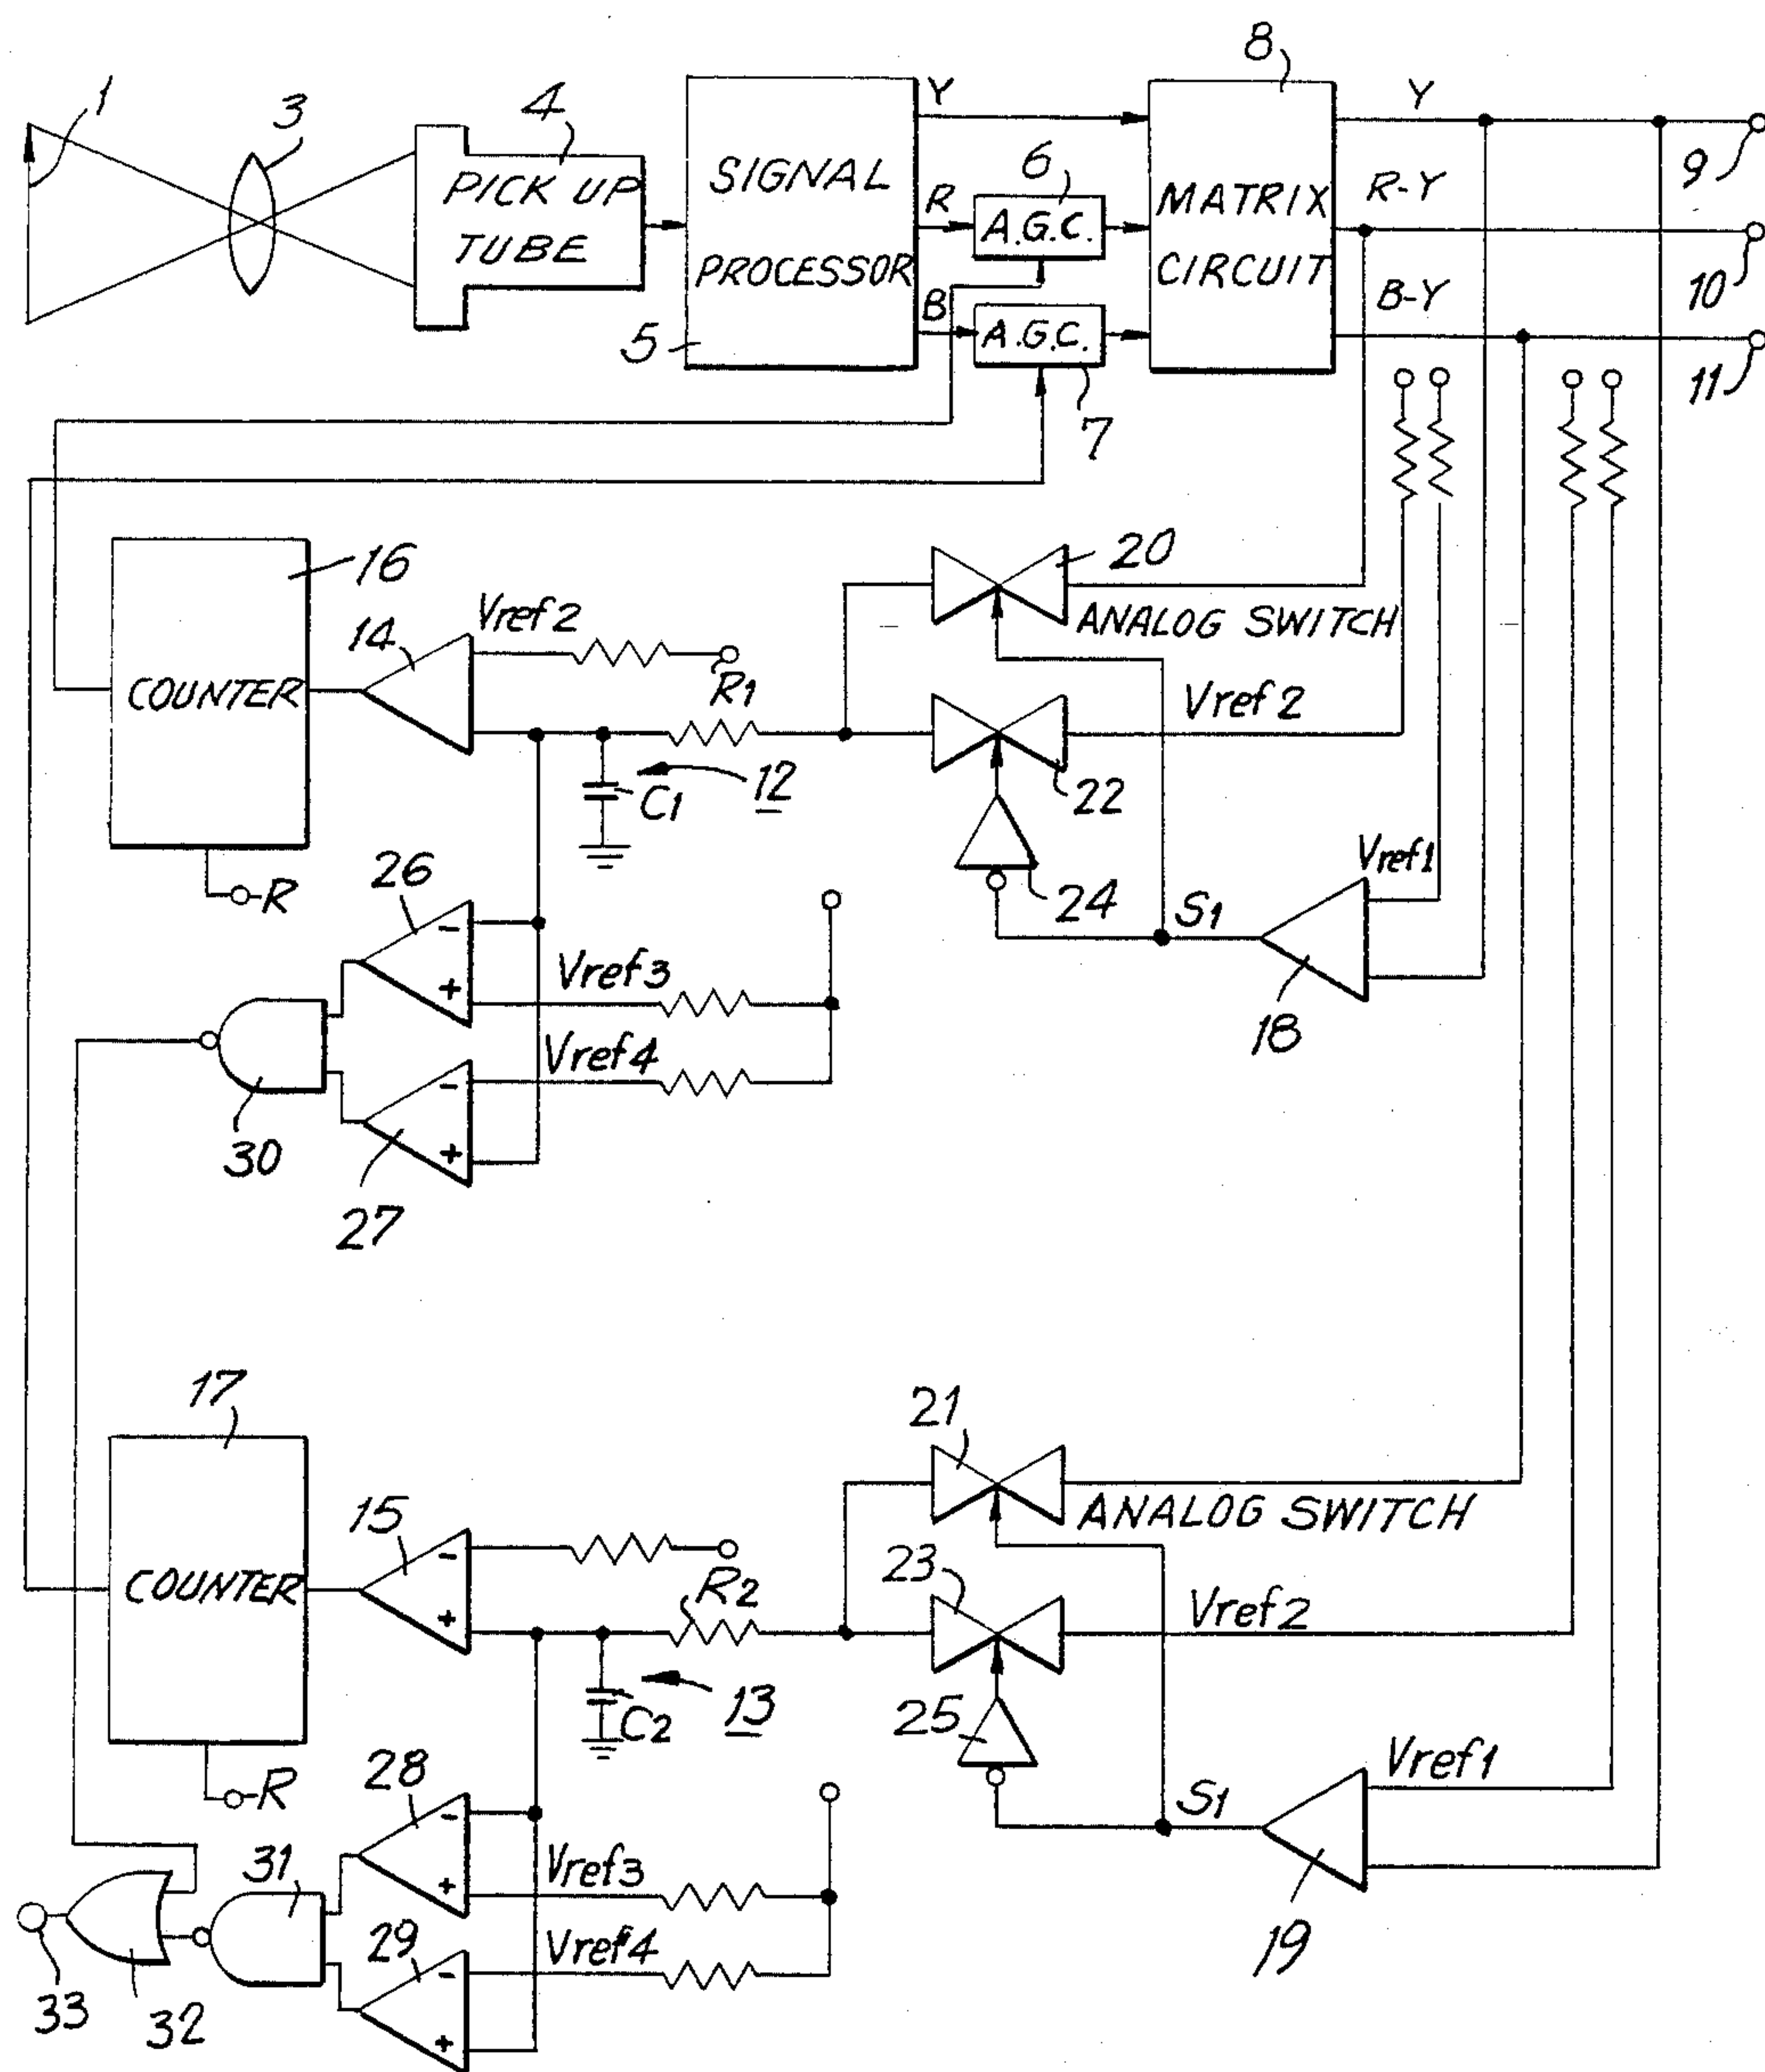 1
3
4
PICK UP
TUBE
SIGNAL
PROCESSOR
5
Y
R
B
6
A.G.C.
A.G.C.
7
8
MATRIX
CIRCUIT
Y
R-Y
B-Y
9
10
11
16
COUNTER
R
14
Vref2
R1
C1
12
20
ANALOG SWITCH
Vref2
22
24
S1
Vref1
18
26
-
+
Vref3
Vref4
-
+
27
30
17
COUNTER
R
15
-
+
R2
C2
13
21
ANALOG SWITCH
23
Vref2
25
S1
Vref1
19
28
-
+
Vref3
31
29
Vref4
-
+
33
32